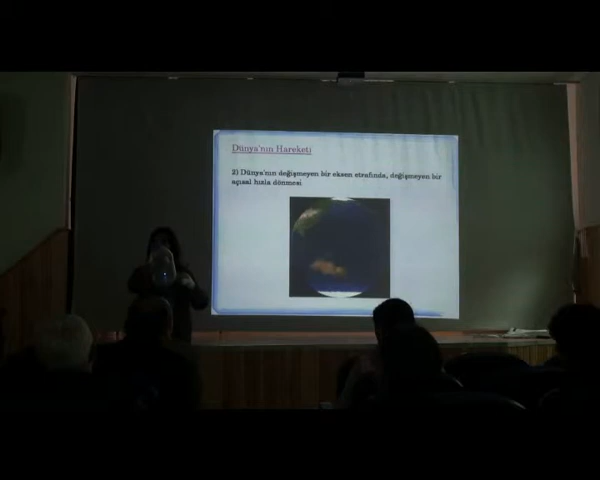 Dünya'nın Hareketi
2) Dünya'nın değişmeyen bir eksen etrafında, değişmeyen bir
açısal hızla dönmesi